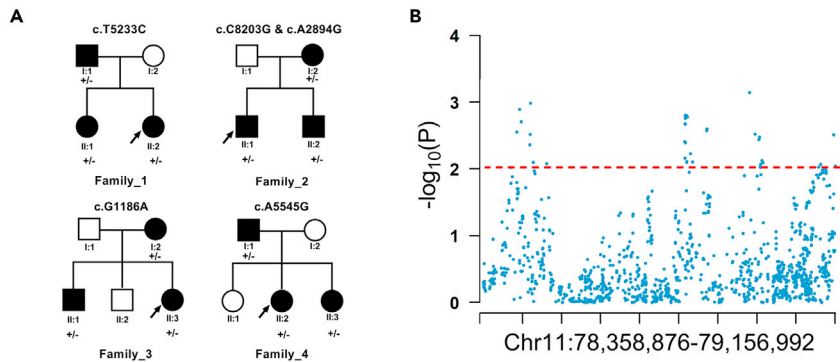 A
B
c.T5233C
I:1
+/-
I:2
II:1
+/-
II:2
+/-
Family_1
c.C8203G & c.A2894G
I:1
I:2
+/-
II:1
+/-
II:2
+/-
Family_2
c.G1186A
I:1
I:2
+/-
II:1
+/-
II:2
II:3
+/-
Family_3
c.A5545G
I:1
+/-
I:2
II:1
II:2
+/-
II:3
+/-
Family_4
-log10(P)
4
3
2
1
0
Chr11:78,358,876-79,156,992